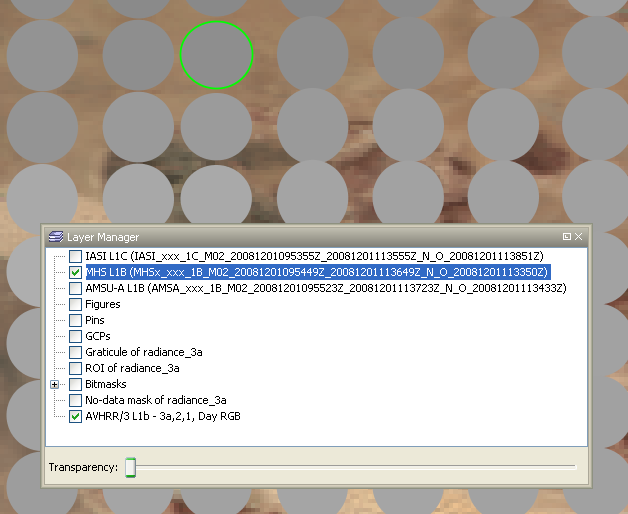 Layer Manager
IASI L1C (IASI_xxx_1C_M02_20081201095355Z_20081201113555Z_N_O_20081201113851Z)
MHS L1B (MHSx_xxx_1B_M02_20081201095449Z_20081201113649Z_N_O_20081201113350Z)
AMSU-A L1B (AMSA_xxx_1B_M02_20081201095523Z_20081201113723Z_N_O_20081201113433Z)
Figures
Pins
GCPs
Graticule of radiance_3a
ROI of radiance_3a
Bitmasks
No-data mask of radiance_3a
AVHRR/3 L1b - 3a,2,1, Day RGB
Transparency: